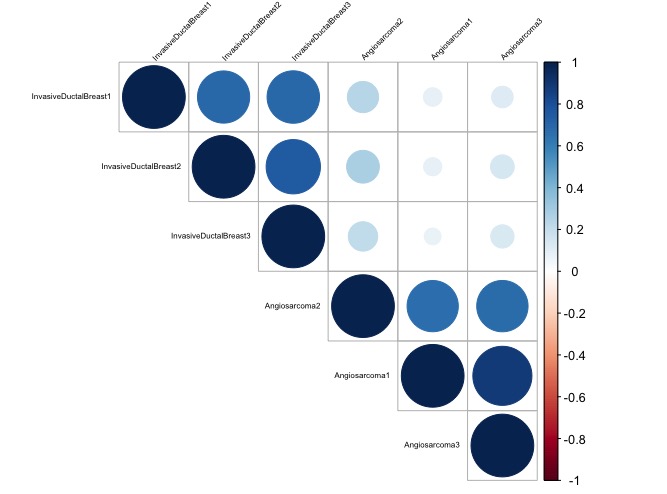 InvasiveDuctalBreast1
InvasiveDuctalBreast2
InvasiveDuctalBreast3
Angiosarcoma2
Angiosarcoma1
Angiosarcoma3
InvasiveDuctalBreast1
InvasiveDuctalBreast2
InvasiveDuctalBreast3
Angiosarcoma2
Angiosarcoma1
Angiosarcoma3
1
0.8
0.6
0.4
0.2
0
-0.2
-0.4
-0.6
-0.8
-1